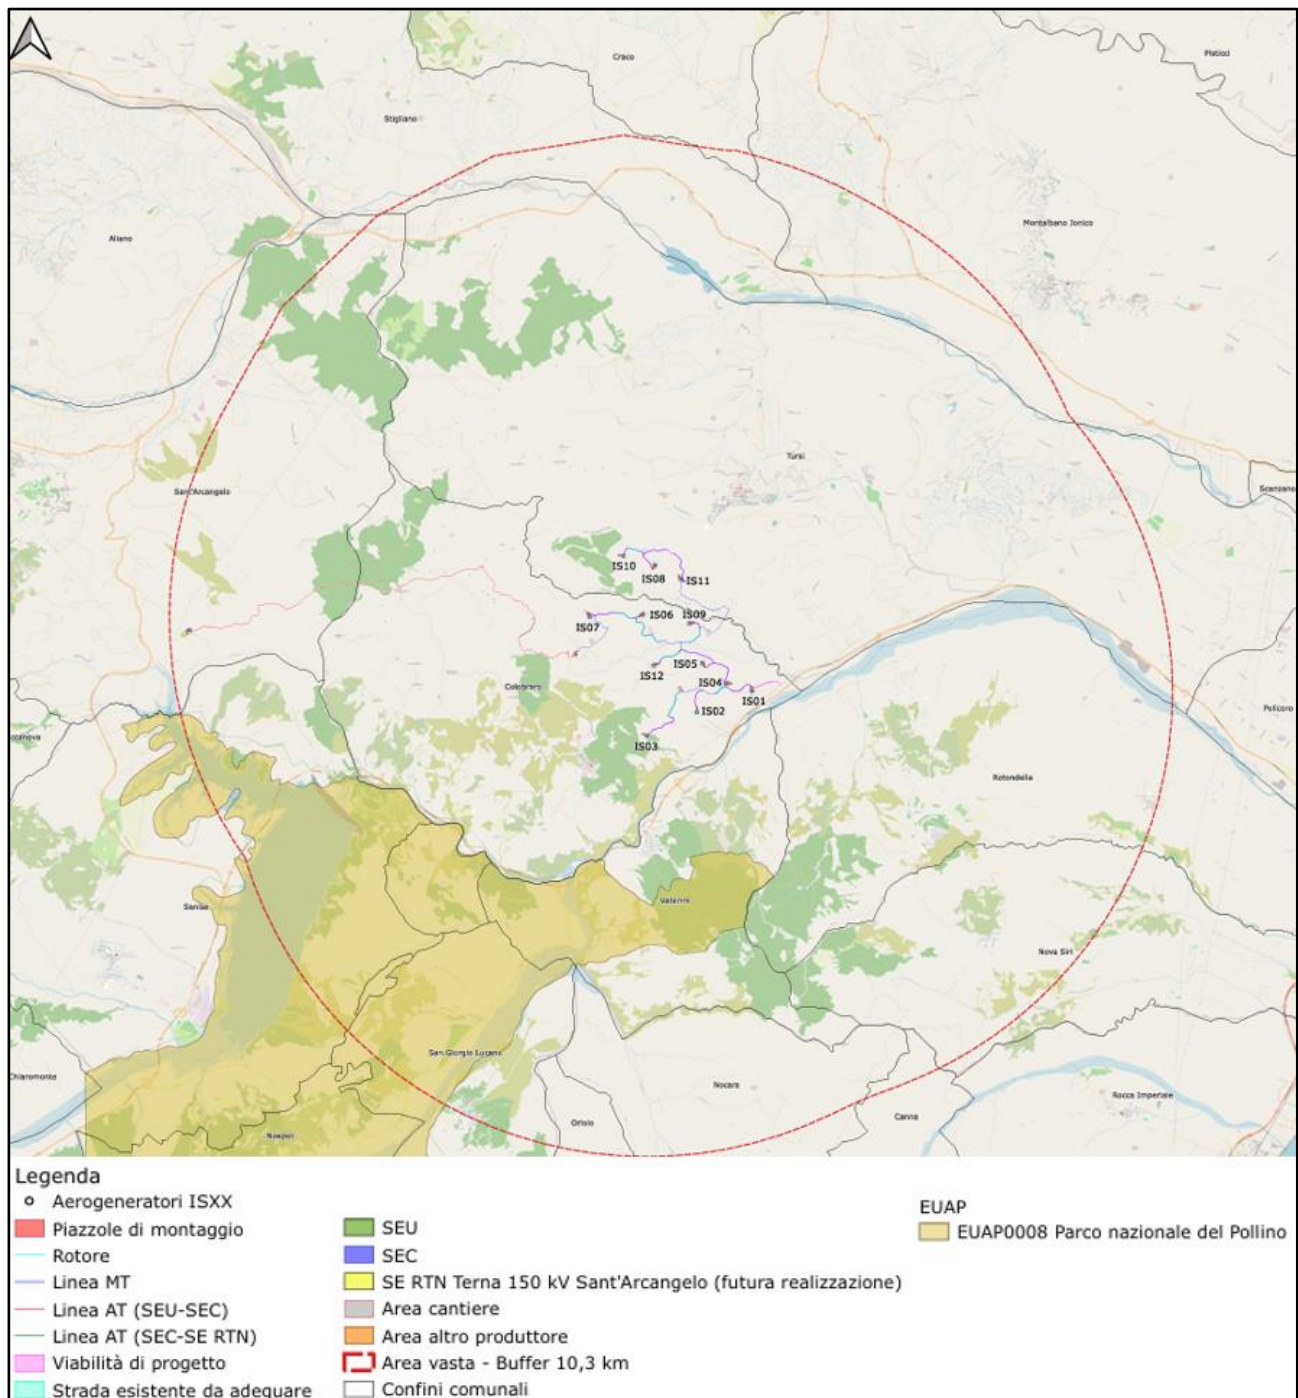 Craco
Pisticci
Stigliano
Montalbano Jonico
Aliano
Tursi
Sant'Arcangelo
Scanzano
IS10
IS08
IS11
IS06
IS09
IS07
IS05
IS12
IS04
Colobraro
IS01
IS02
Policoro
IS03
Rotondella
Senise
Valsinni
Nova Siri
San Giorgio Lucano
Chiaromonte
Nocara
Rocca Imperiale
Oriolo
Canna
Noepoli
Legenda
Aerogeneratori ISXX
Piazzole di montaggio
Rotore
Linea MT
Linea AT (SEU-SEC)
Linea AT (SEC-SE RTN)
Viabilità di progetto
Strada esistente da adeguare
SEU
SEC
SE RTN Terna 150 kV Sant'Arcangelo (futura realizzazione)
Area cantiere
Area altro produttore
Area vasta - Buffer 10,3 km
Confini comunali
EUAP
EUAP0008 Parco nazionale del Pollino